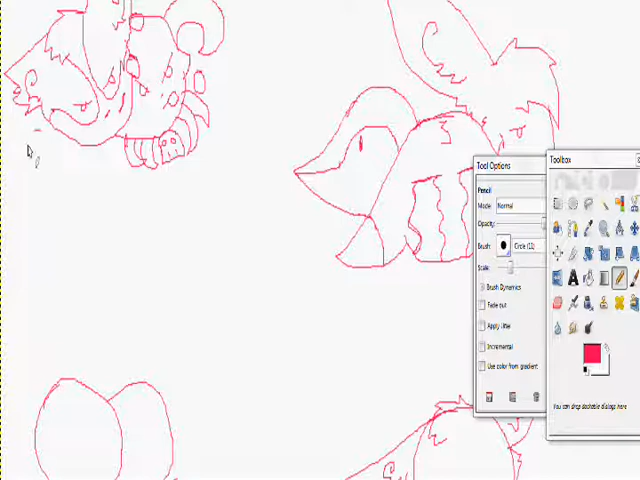 Tool Options
Toolbox
Pencil
Mode: Normal
Opacity:
Brush: Circle (11)
Scale:
Brush Dynamics
Fade out
Apply Jitter
Incremental
Use color from gradient
You can drop dockable dialogs here